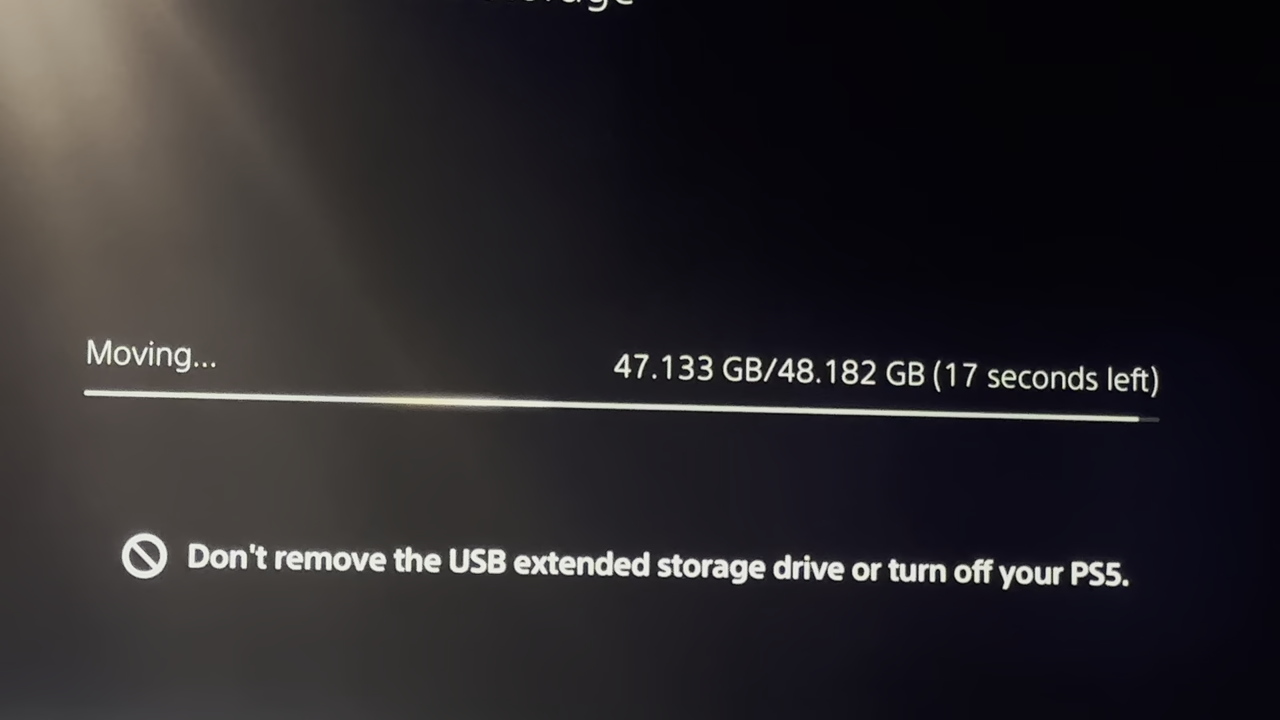 Moving...
47.133 GB/48.182 GB (17 seconds left)
Don't remove the USB extended storage drive or turn off your PS5.